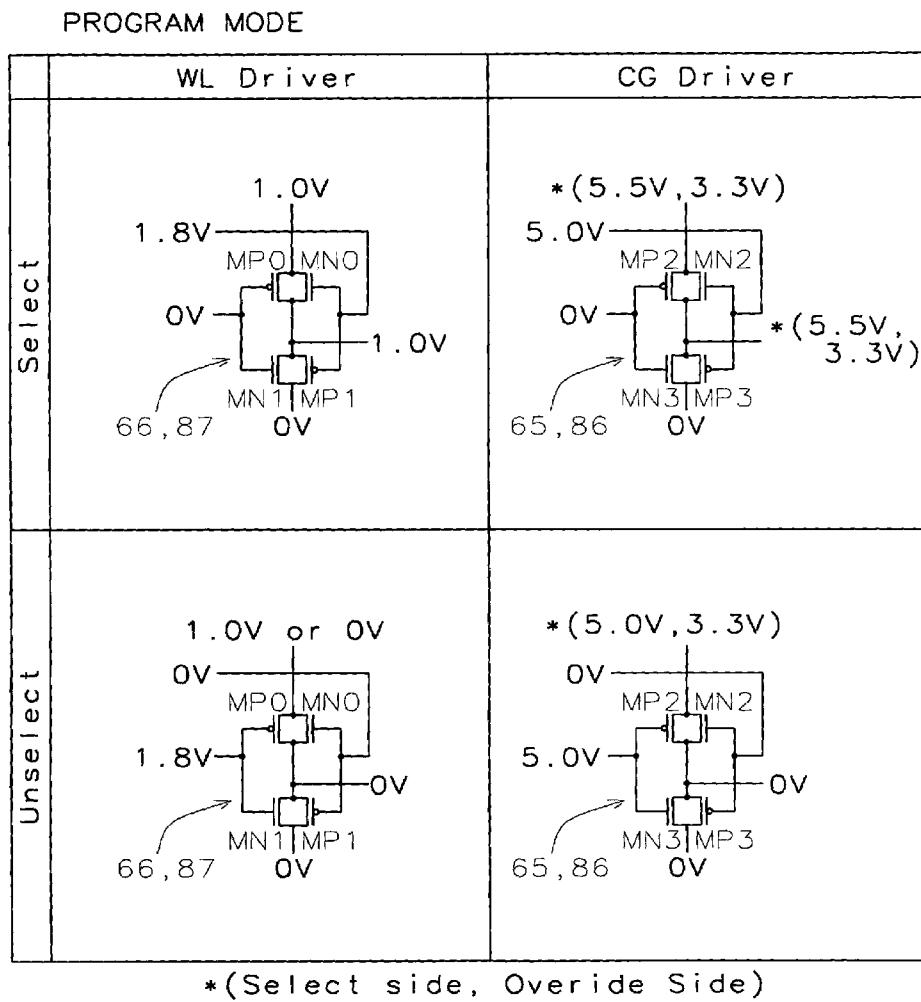 PROGRAM MODE
WL Driver
CG Driver
Select
1.0V
1.8V
MP0 MN0
0V
1.0V
MN1 MP1
66,87
0V
*(5.5V,3.3V)
5.0V
MP2 MN2
0V
*(5.5V,
3.3V)
MN3 MP3
65,86
0V
Unselect
1.0V or 0V
0V
MP0 MN0
1.8V
0V
MN1 MP1
66,87
0V
*(5.0V,3.3V)
0V
MP2 MN2
5.0V
0V
MN3 MP3
65,86
0V
*(Select side, Overide Side)